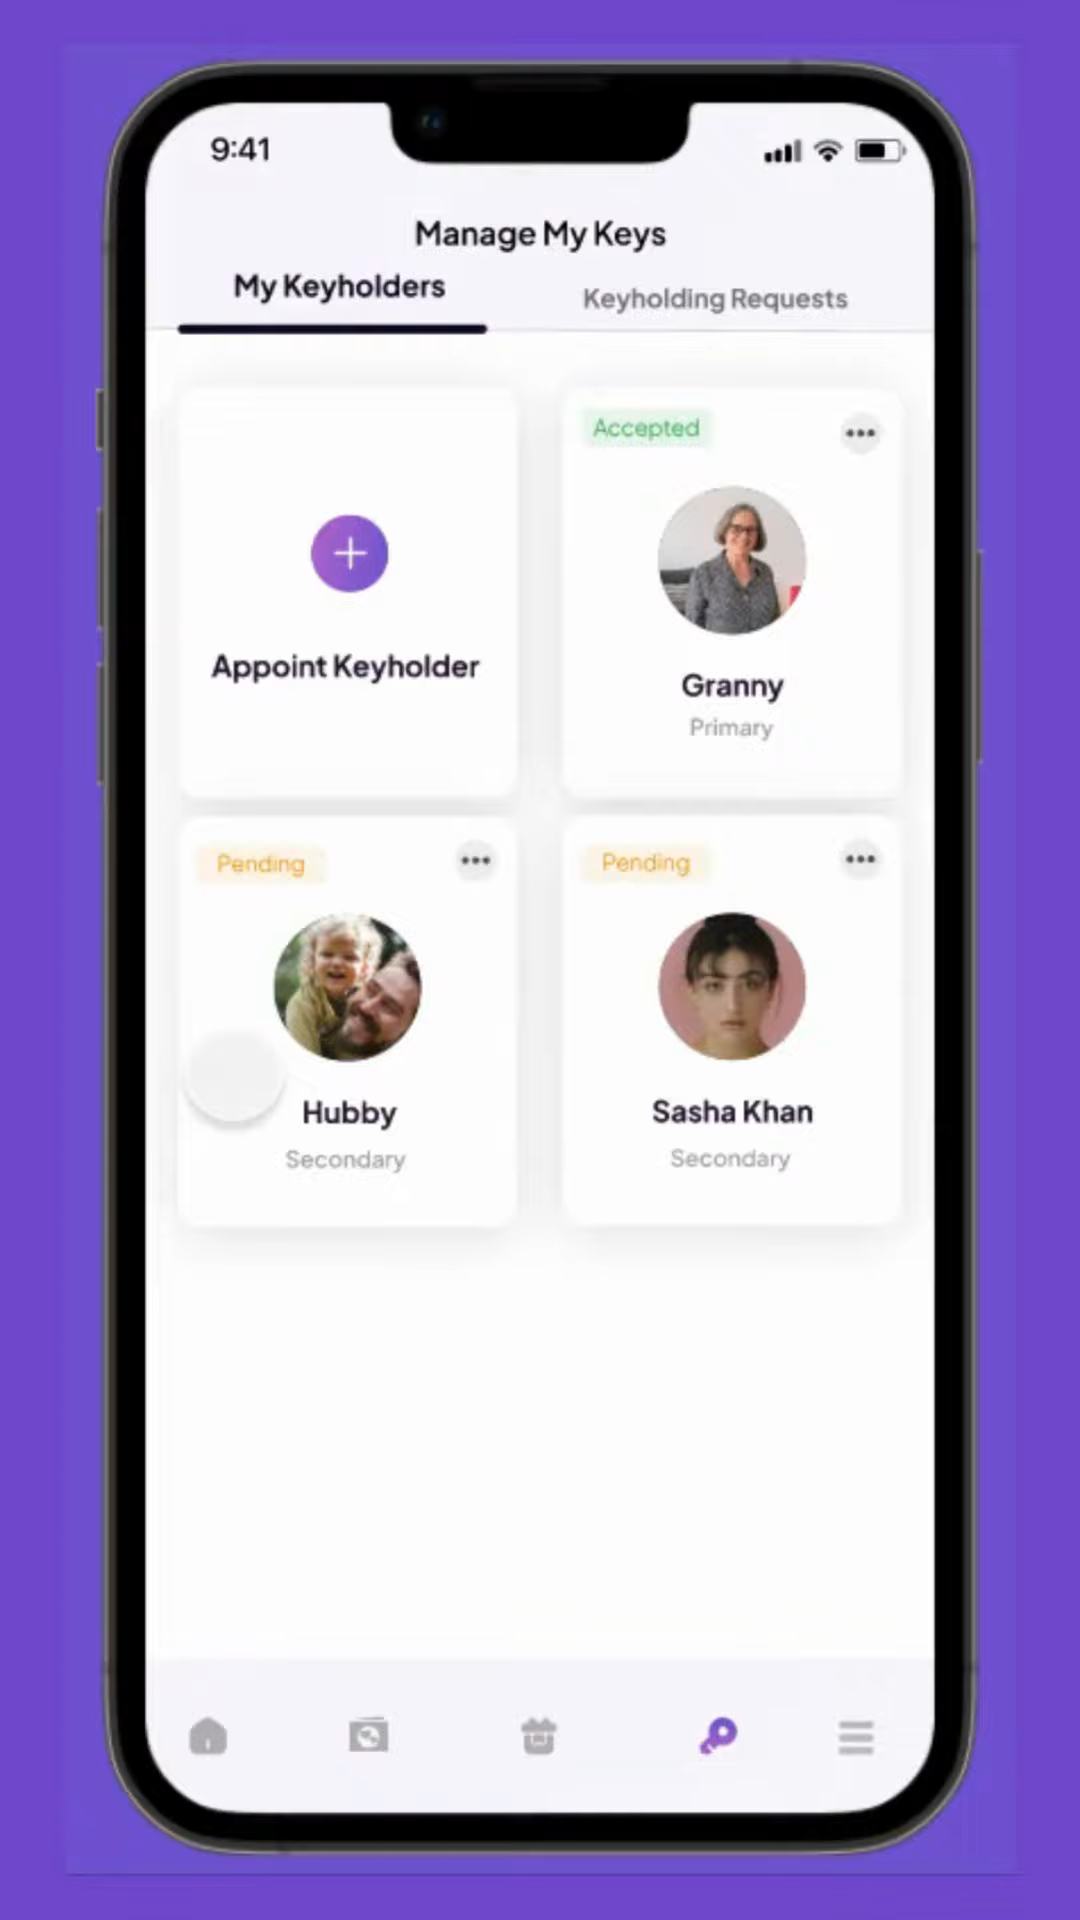 9:41
Manage My Keys
My Keyholders
Keyholding Requests
Appoint Keyholder
Accepted
Granny
Primary
Pending
Hubby
Secondary
Pending
Sasha Khan
Secondary